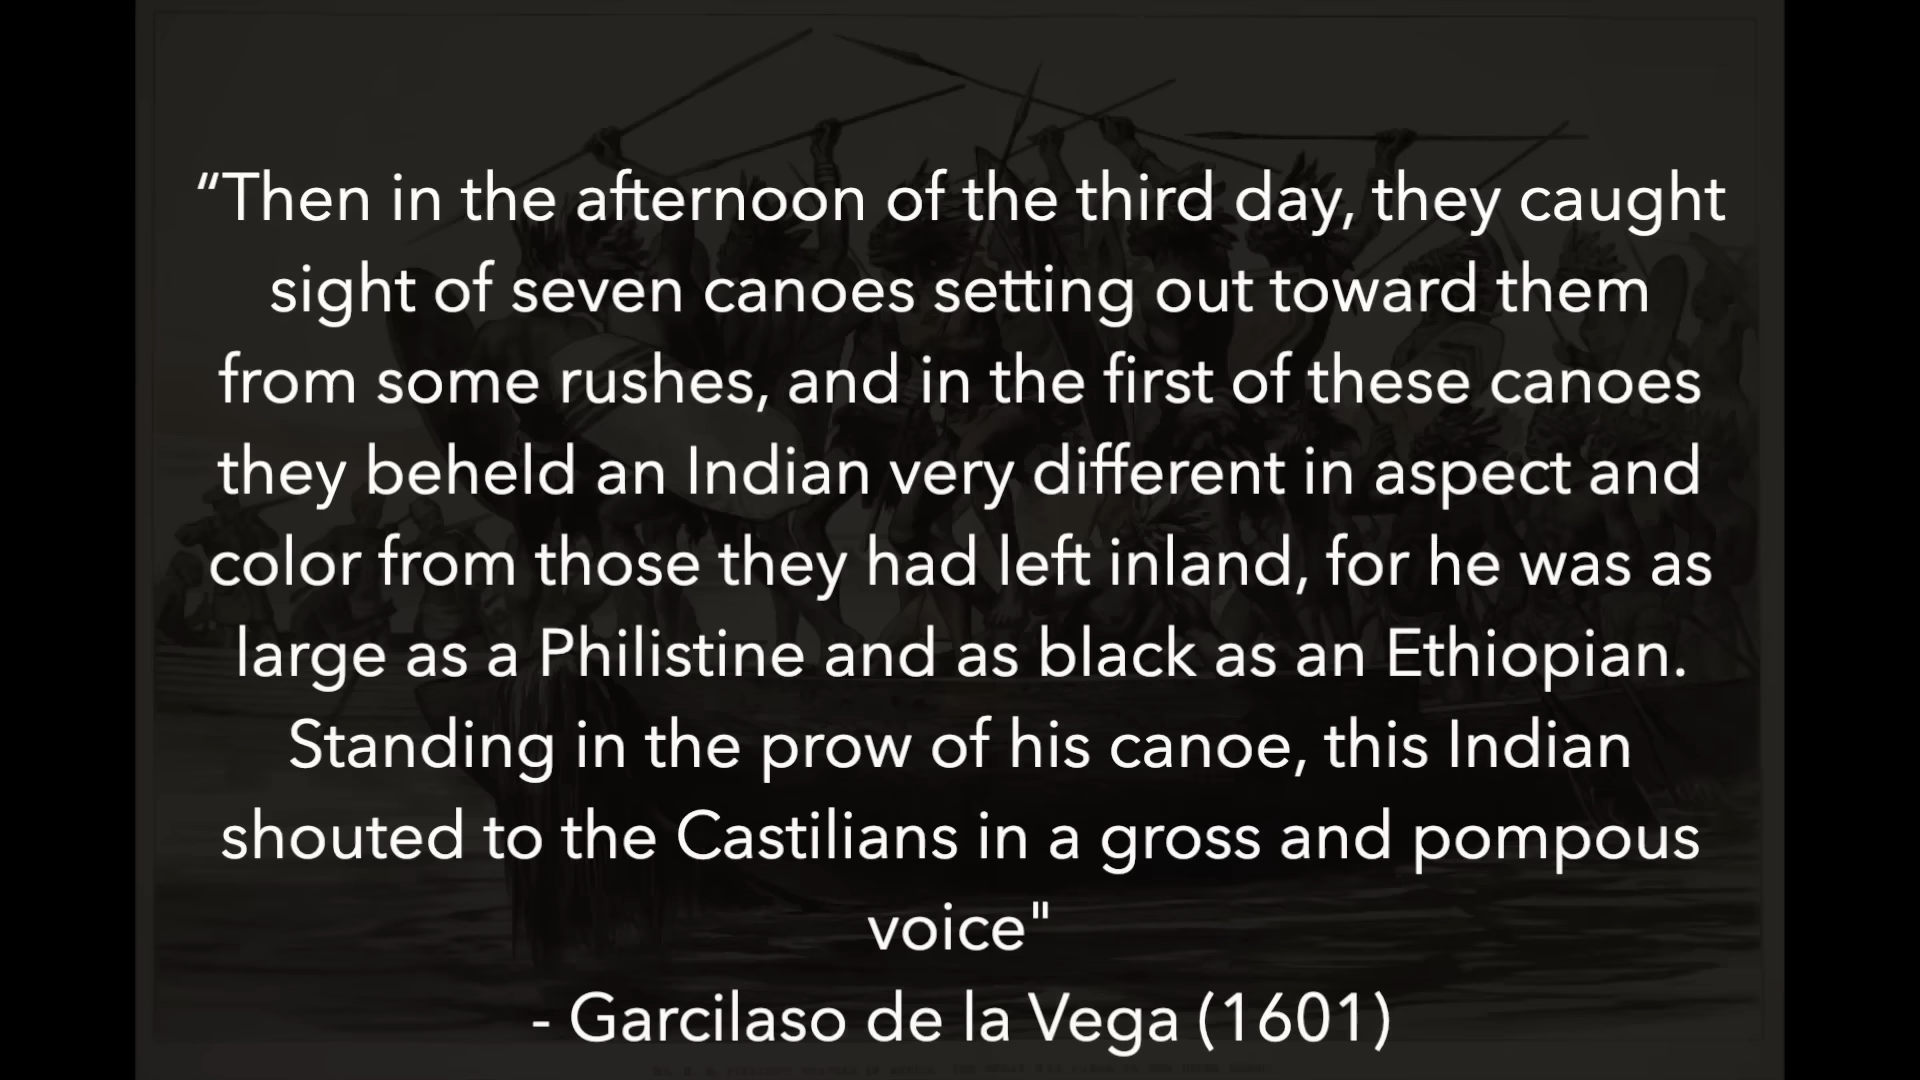 “Then in the afternoon of the third day, they caught
sight of seven canoes setting out toward them
from some rushes, and in the first of these canoes
they beheld an Indian very different in aspect and
color from those they had left inland, for he was as
large as a Philistine and as black as an Ethiopian.
Standing in the prow of his canoe, this Indian
shouted to the Castilians in a gross and pompous
voice"
- Garcilaso de la Vega (1601)